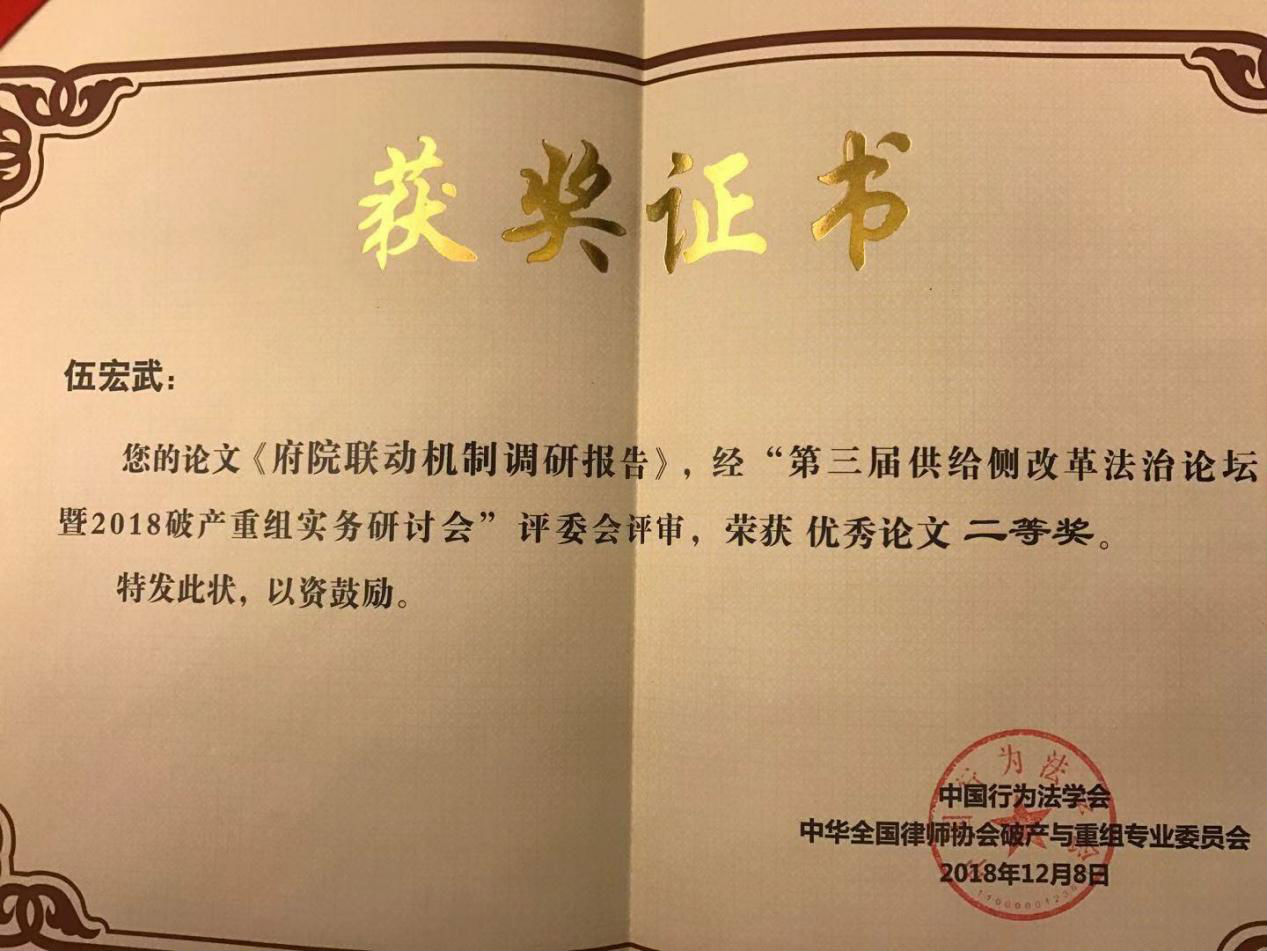 获奖证书
伍宏武：
您的论文《府院联动机制调研报告》，经“第三届供给侧改革法治论坛
暨2018破产重组实务研讨会”评委会评审，荣获 优秀论文 二等奖。
特发此状，以资鼓励。
中国行为法学会
中华全国律师协会破产与重组专业委员会
2018年12月8日